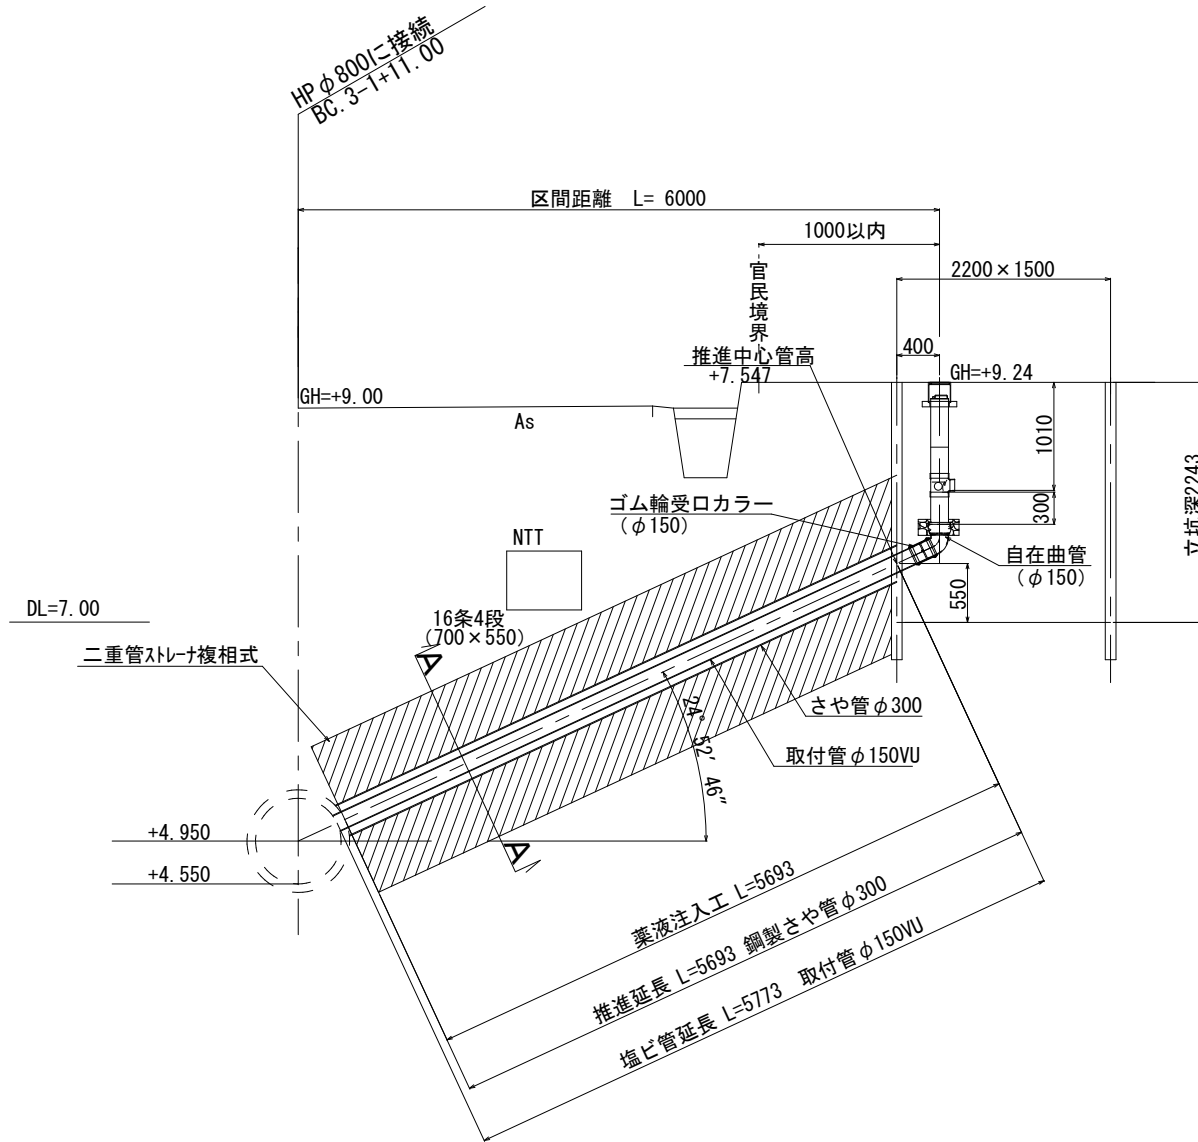 HPφ800に接続
BC.3-1+11.00
区間距離 L= 6000
1000以内
官民境界
2200×1500
推進中心管高
+7.547
400
GH=+9.24
GH=+9.00
As
1010
300
立坑深2243
ゴム輪受口カラー
(φ150)
NTT
自在曲管
(φ150)
550
DL=7.00
16条4段
(700×550)
A
二重管ストレーナ複相式
さや管φ300
24°52′46″
取付管φ150VU
+4.950
A
+4.550
薬液注入工 L=5693
推進延長 L=5693 鋼製さや管φ300
塩ビ管延長 L=5773 取付管φ150VU